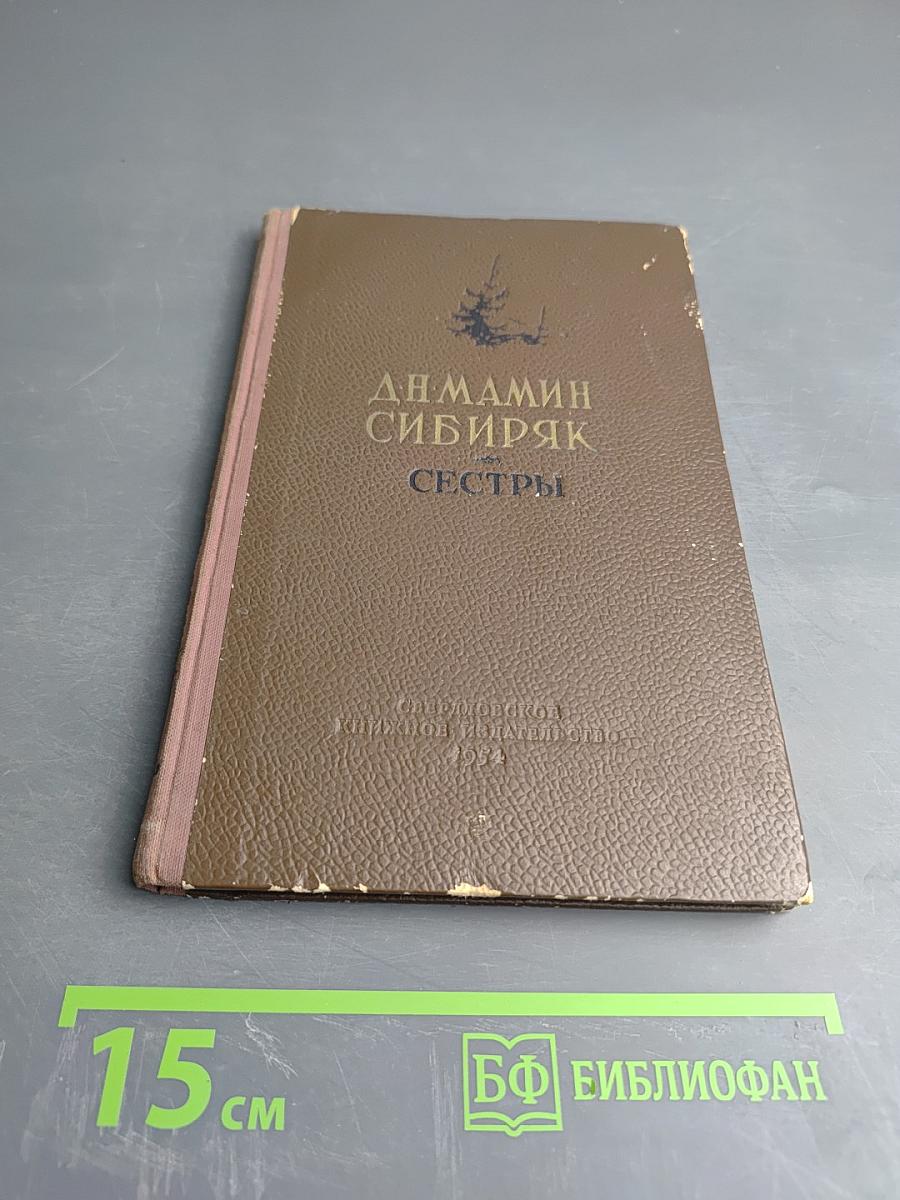 Д.Н.МАМИН
СИБИРЯК
СЕСТРЫ
СВЕРДЛОВСКОЕ
КНИЖНОЕ ИЗДАТЕЛЬСТВО
1954
15 см
БФ БИБЛИОФАН